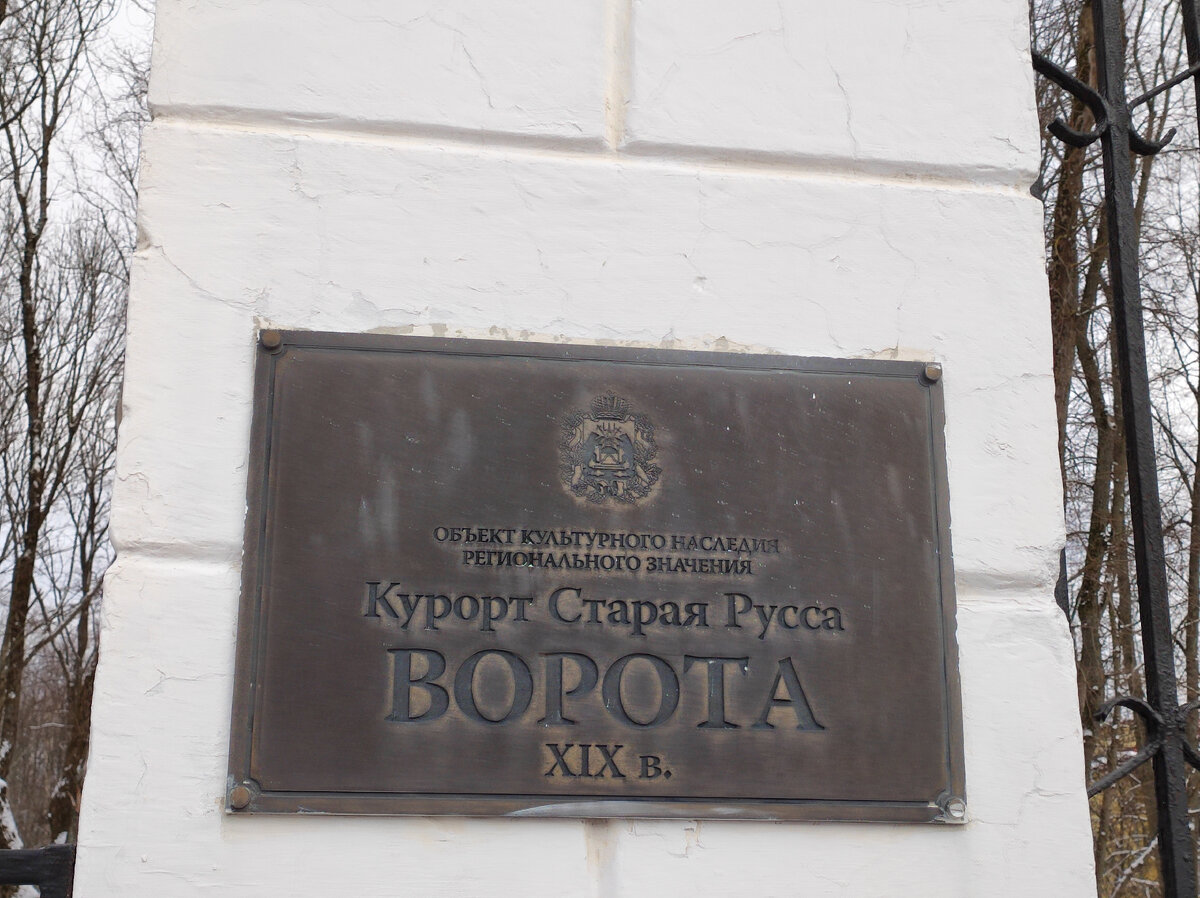 ОБЪЕКТ КУЛЬТУРНОГО НАСЛЕДИЯ
РЕГИОНАЛЬНОГО ЗНАЧЕНИЯ
Курорт Старая Русса
ВОРОТА
XIX в.